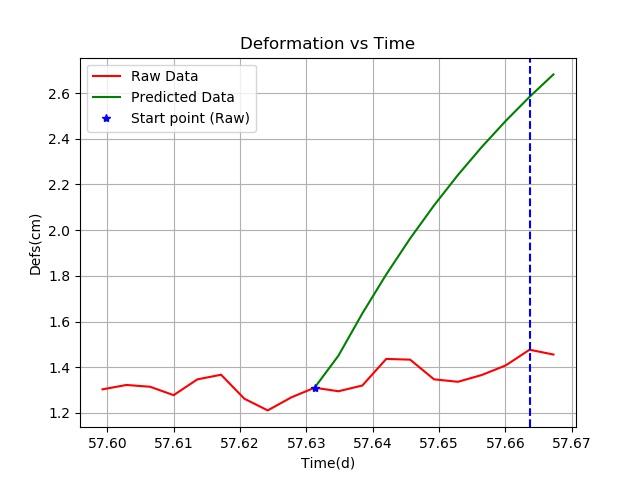 Deformation vs Time
Raw Data
Predicted Data
Start point (Raw)
Defs(cm)
2.6
2.4
2.2
2.0
1.8
1.6
1.4
1.2
57.60 57.61 57.62 57.63 57.64 57.65 57.66 57.67
Time(d)